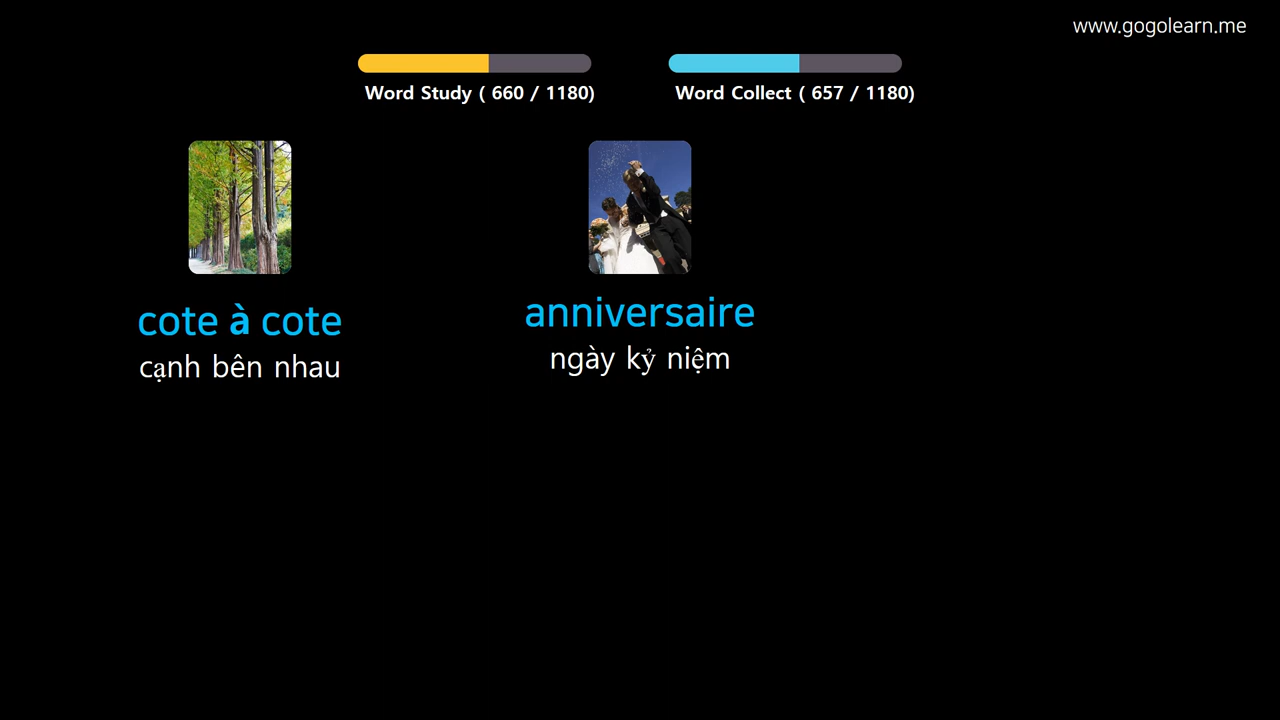 www.gogolearn.me
Word Study ( 660 / 1180)
Word Collect ( 657 / 1180)
cote à cote
cạnh bên nhau
anniversaire
ngày kỷ niệm